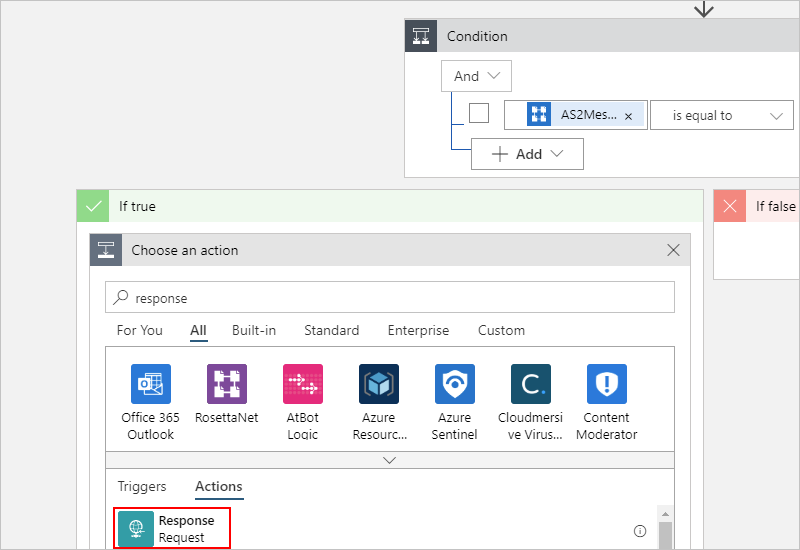 Condition
And
AS2Mes... ×
is equal to
Add
If true
If false
Choose an action
response
For You
All
Built-in
Standard
Enterprise
Custom
Office 365
Outlook
RosettaNet
AtBot
Logic
Azure
Resourc...
Azure
Sentinel
Cloudmersi
ve Virus...
Content
Moderator
Triggers
Actions
Response
Request